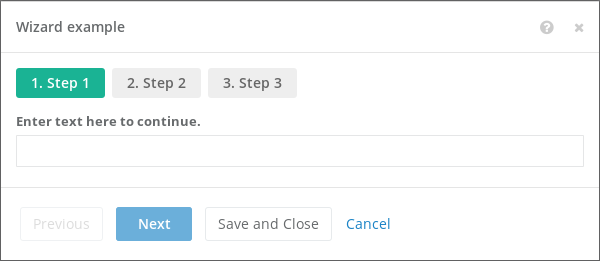 Wizard example
1. Step 1 2. Step 2 3. Step 3
Enter text here to continue.
Previous Next Save and Close Cancel